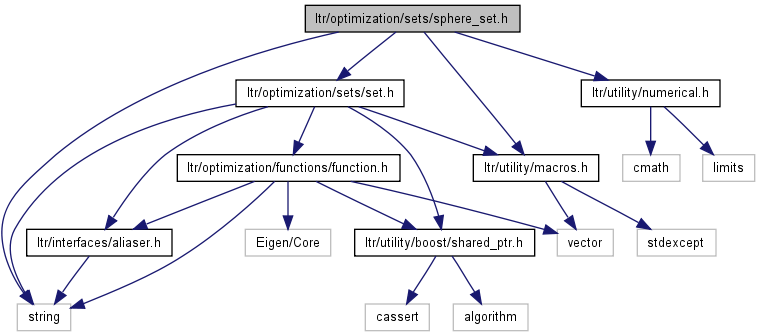 ltr/optimization/sets/sphere_set.h
ltr/optimization/sets/set.h
ltr/utility/numerical.h
ltr/optimization/functions/function.h
ltr/utility/macros.h
cmath
limits
ltr/interfaces/aliaser.h
Eigen/Core
ltr/utility/boost/shared_ptr.h
vector
stdexcept
string
cassert
algorithm